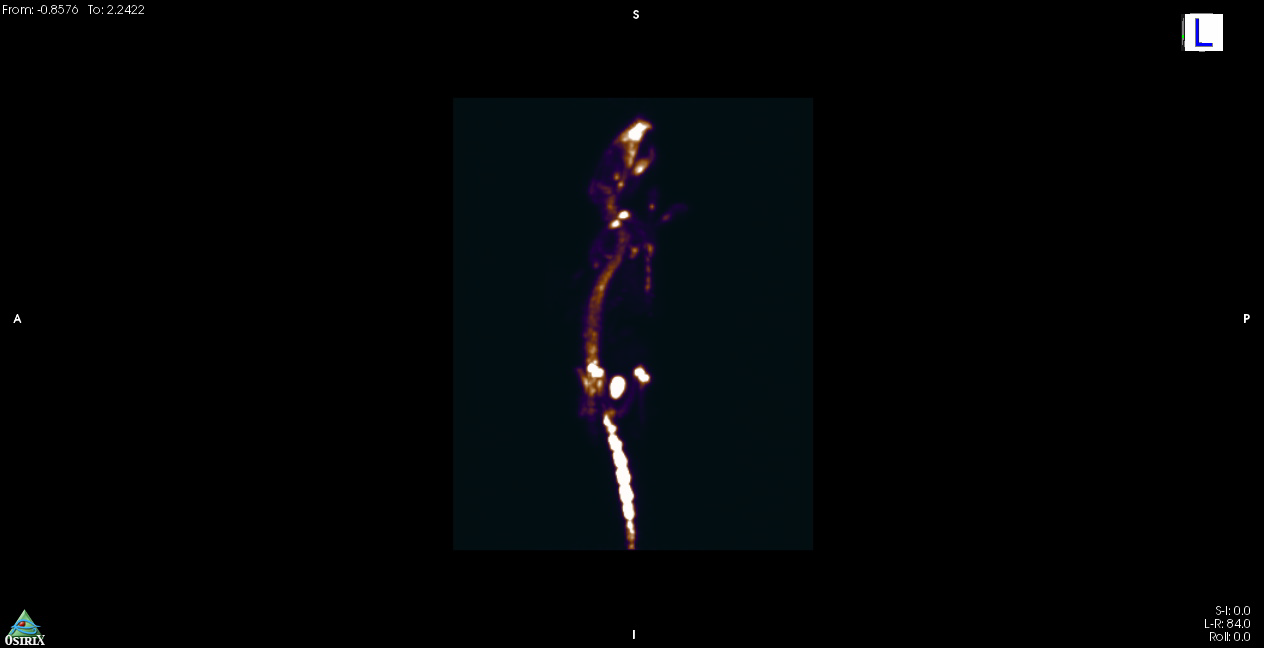 From: -0.8576 To: 2.2422
S
L
A
P
I
OSIRIX
S-I: 0.0
L-R: 84.0
Roll: 0.0